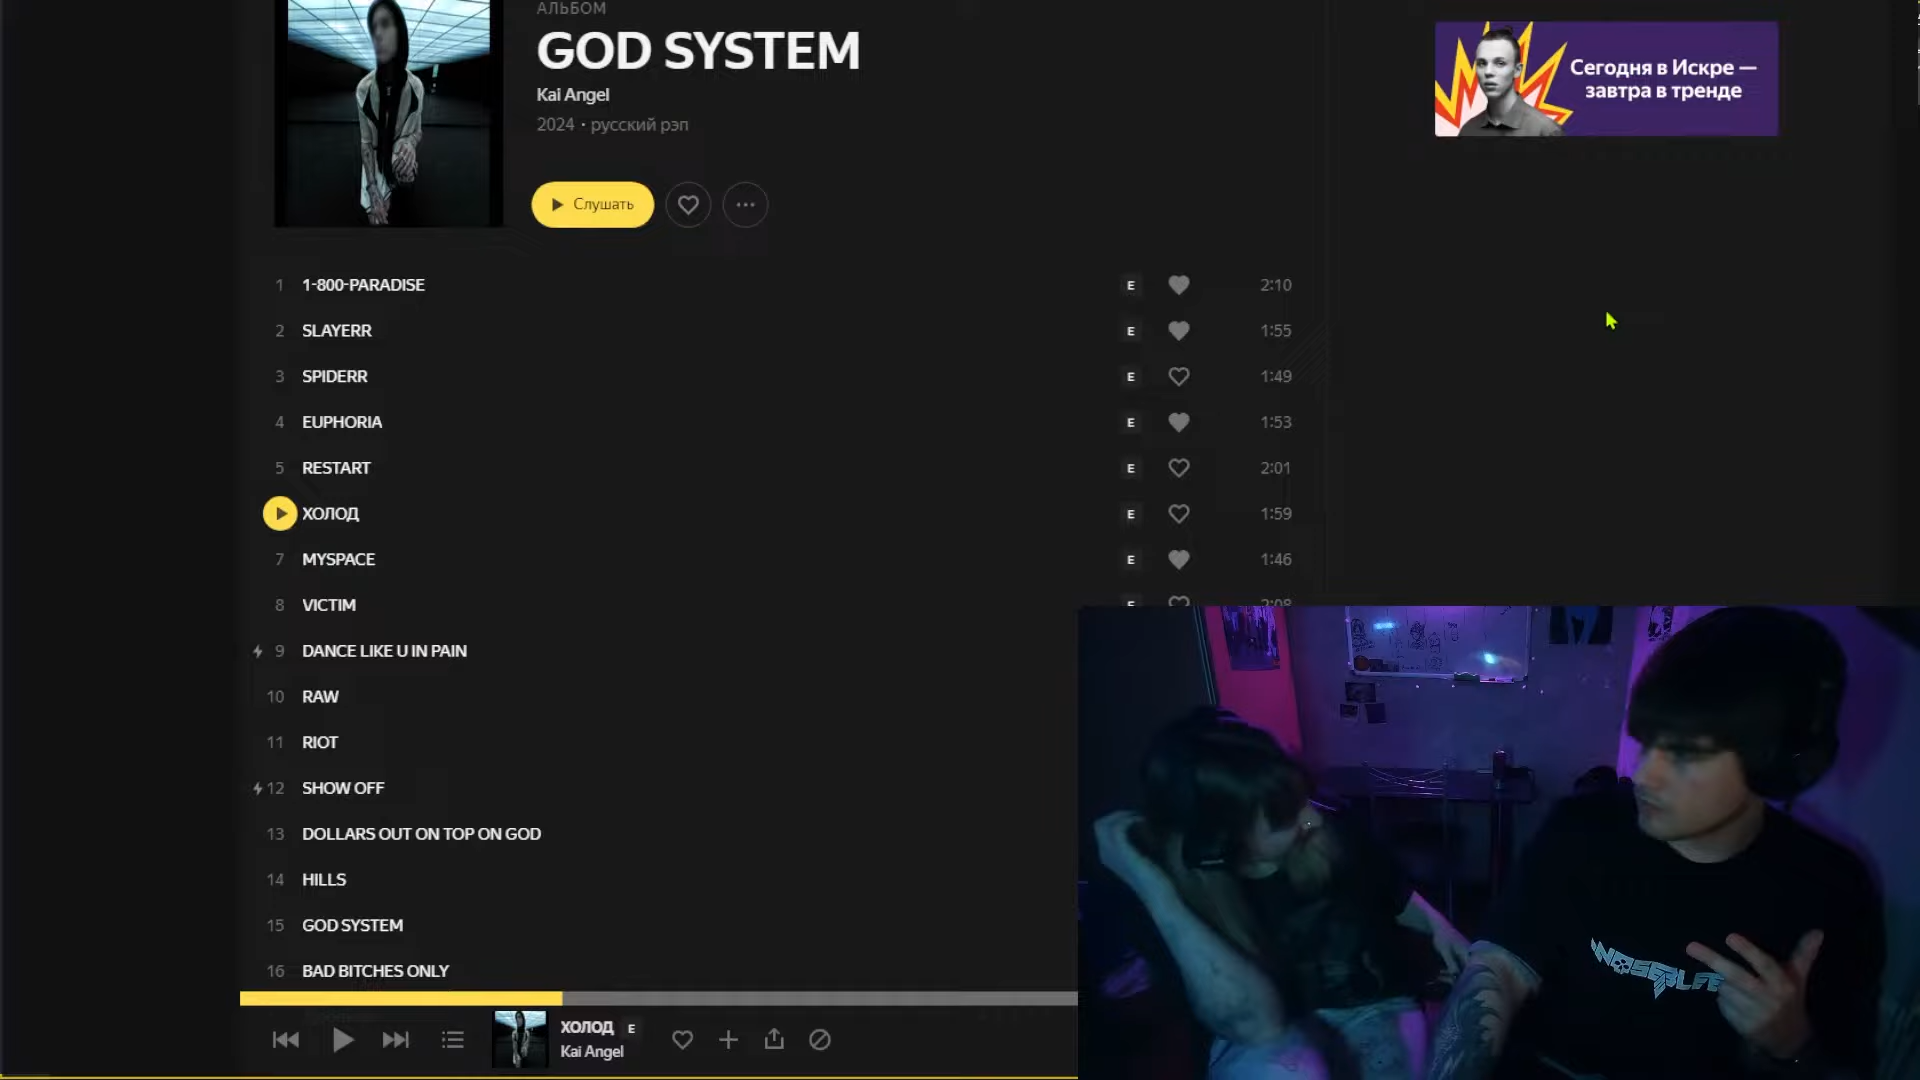 АЛЬБОМ
GOD SYSTEM
Kai Angel
2024 • русский рэп
Слушать
Сегодня в Искре —
завтра в тренде
1 1-800-PARADISE E 2:10
2 SLAYERR E 1:55
3 SPIDERR E 1:49
4 EUPHORIA E 1:53
5 RESTART E 2:01
ХОЛОД E 1:59
7 MYSPACE E 1:46
8 VICTIM E 2:08
9 DANCE LIKE U IN PAIN
10 RAW
11 RIOT
12 SHOW OFF
13 DOLLARS OUT ON TOP ON GOD
14 HILLS
15 GOD SYSTEM
16 BAD BITCHES ONLY
ХОЛОД E
Kai Angel